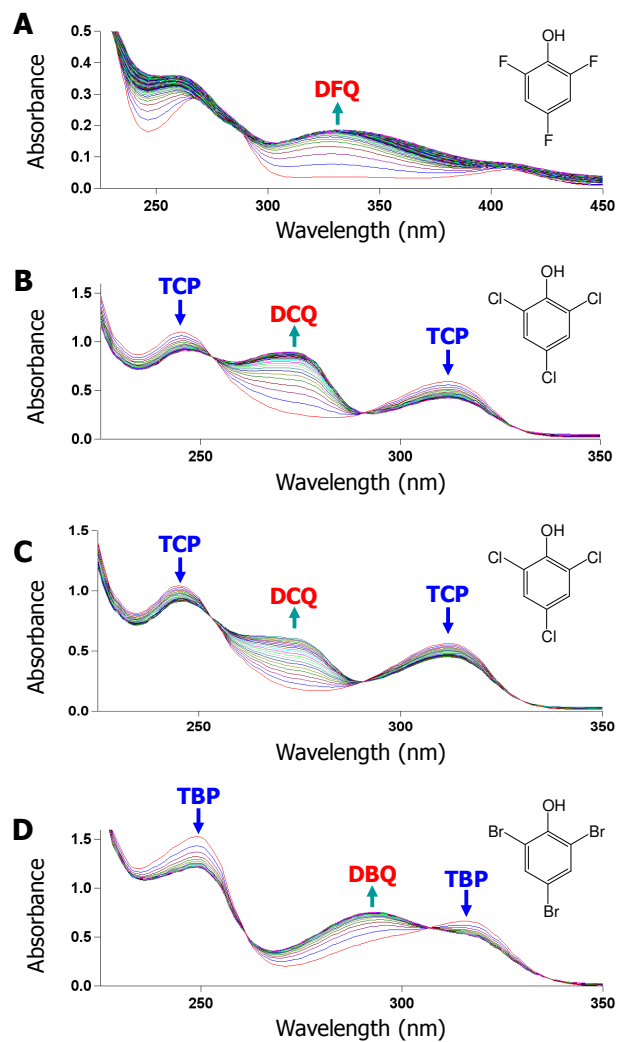 A
0.5
0.4
0.3
0.2
0.1
0.0
Absorbance
DFQ
OH
F
F
F
250
300
350
400
450
Wavelength (nm)
B
1.5
1.0
0.5
0.0
Absorbance
TCP
DCQ
TCP
OH
Cl
Cl
Cl
250
300
350
Wavelength (nm)
C
1.5
1.0
0.5
0.0
Absorbance
TCP
DCQ
TCP
OH
Cl
Cl
Cl
250
300
350
Wavelength (nm)
D
1.5
1.0
0.5
0.0
Absorbance
TBP
DBQ
TBP
OH
Br
Br
Br
250
300
350
Wavelength (nm)